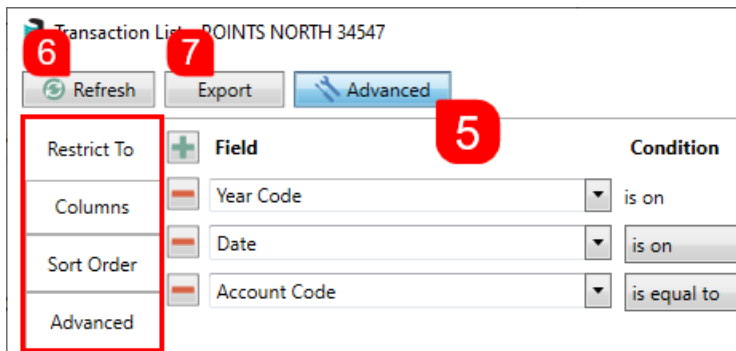 Transaction List - POINTS NORTH 34547
6
7
Refresh
Export
Advanced
5
Restrict To
Field
Condition
Columns
Year Code
is on
Sort Order
Date
is on
Advanced
Account Code
is equal to